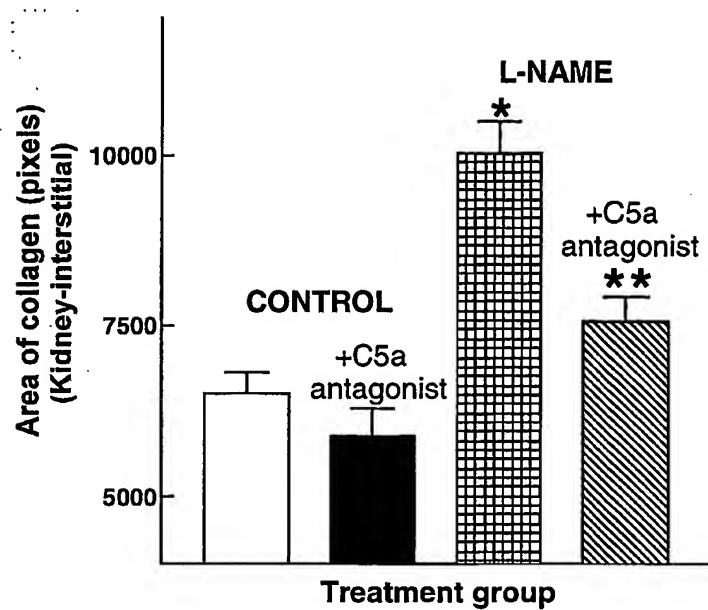 Area of collagen (pixels)
(Kidney-interstitial)
10000
7500
5000
CONTROL
+C5a
antagonist
L-NAME
*
+C5a
antagonist
**
Treatment group